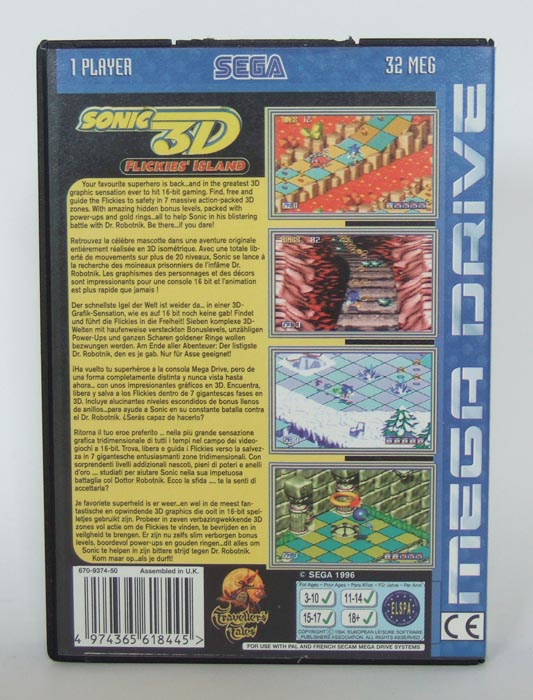 1 PLAYER
SEGA
32 MEG
SONIC 3D
FLICKIES' ISLAND
Your favourite superhero is back...and in the greatest 3D
graphic sensation ever to hit 16-bit gaming. Find, free and
guide the Flickies to safety in 7 massive action-packed 3D
zones. With amazing hidden bonus levels, packed with
power-ups and gold rings...all to help Sonic in his blistering
battle with Dr. Robotnik. Be there...if you dare!
Retrouvez la célèbre mascotte dans une aventure originale
entièrement réalisée en 3D isométrique. Avec une totale lib-
erté de mouvements sur plus de 20 niveaux, Sonic se lance à
la recherche des moineaux prisonniers de l'infâme Dr.
Robotnik. Les graphismes des personnages et des décors
sont impressionants pour une console 16 bit et l'animation
est plus rapide que jamais !
Der schnellste Igel der Welt ist weider da... in einer 3D-
Grafik-Sensation, wie es auf 16 bit noch keine gab! Findet
und führt die Flickies in die Freiheit! Sieben komplexe 3D-
Welten mit haufenweise versteckten Bonusleveln, unzähligen
Power-Ups und ganzen Scharen goldener Ringe wollen
bezwungen werden. Am Ende aller Abenteuer: Der listigste
Dr. Robotnik, den es je gab. Nur für Asse geeignet!
¡Ha vuelto tu superhéroe a la consola Mega Drive, pero de
una forma completamente distinta y nunca vista hasta
ahora... con unos impresionantes gráficos en 3D. Encuentra,
libera y salva a los Flickies dentro de 7 gigantescas fases en
3D. Incluye alucinantes niveles escondidos de bonus llenos
de anillos...para ayuda a Sonic en su constante batalla contra
el Dr. Robotnik. ¿Serás capaz de hacerlo?
Ritorna il tuo eroe preferito ... nella più grande sensazione
grafica tridimensionale di tutti i tempi nel campo dei video-
giochi a 16-bit. Trova, libera e guida i Flickies verso la salvez-
za in 7 gigantesche entusiasmanti zone tridimensionali. Con
sorprendenti livelli addizionali nascosti, pieni di poteri e anelli
d'oro ... studiati per aiutare Sonic nella sua impetuosa
battaglia col Dottor Robotnik. Ecco la sfida .... te la senti di
accettarla?
Je favoriete superheld is er weer...en wel in de meest fan-
tastische en opwindende 3D graphics die ooit in 16-bit spel-
letjes gebruikt zijn. Probeer in zeven verbazingwekkende 3D
zones vol actie om de Flickies te vinden, te bevrijden en in
veiligheid te brengen. Er zijn nu zelfs slim verborgen bonus
levels, boordevol power-ups en gouden ringen...dit alles om
Sonic te helpen in zijn bittere strijd tegen Dr. Robotnik.
Kom maar op...als je durft!
MEGA DRIVE
670-9374-50
Assembled in U.K.
4 974365 618445 >
Traveller's
Tales
© SEGA 1996
3-10
11-14
15-17
18+
ELSPA
COPYRIGHT © 1994. EUROPEAN LEISURE SOFTWARE
PUBLISHERS ASSOCIATION. ALL RIGHTS RESERVED.
FOR USE WITH PAL AND FRENCH SECAM MEGA DRIVE SYSTEMS
CE